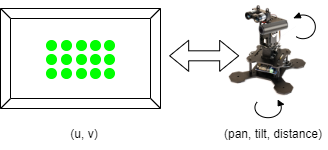 (u, v)
(pan, tilt, distance)